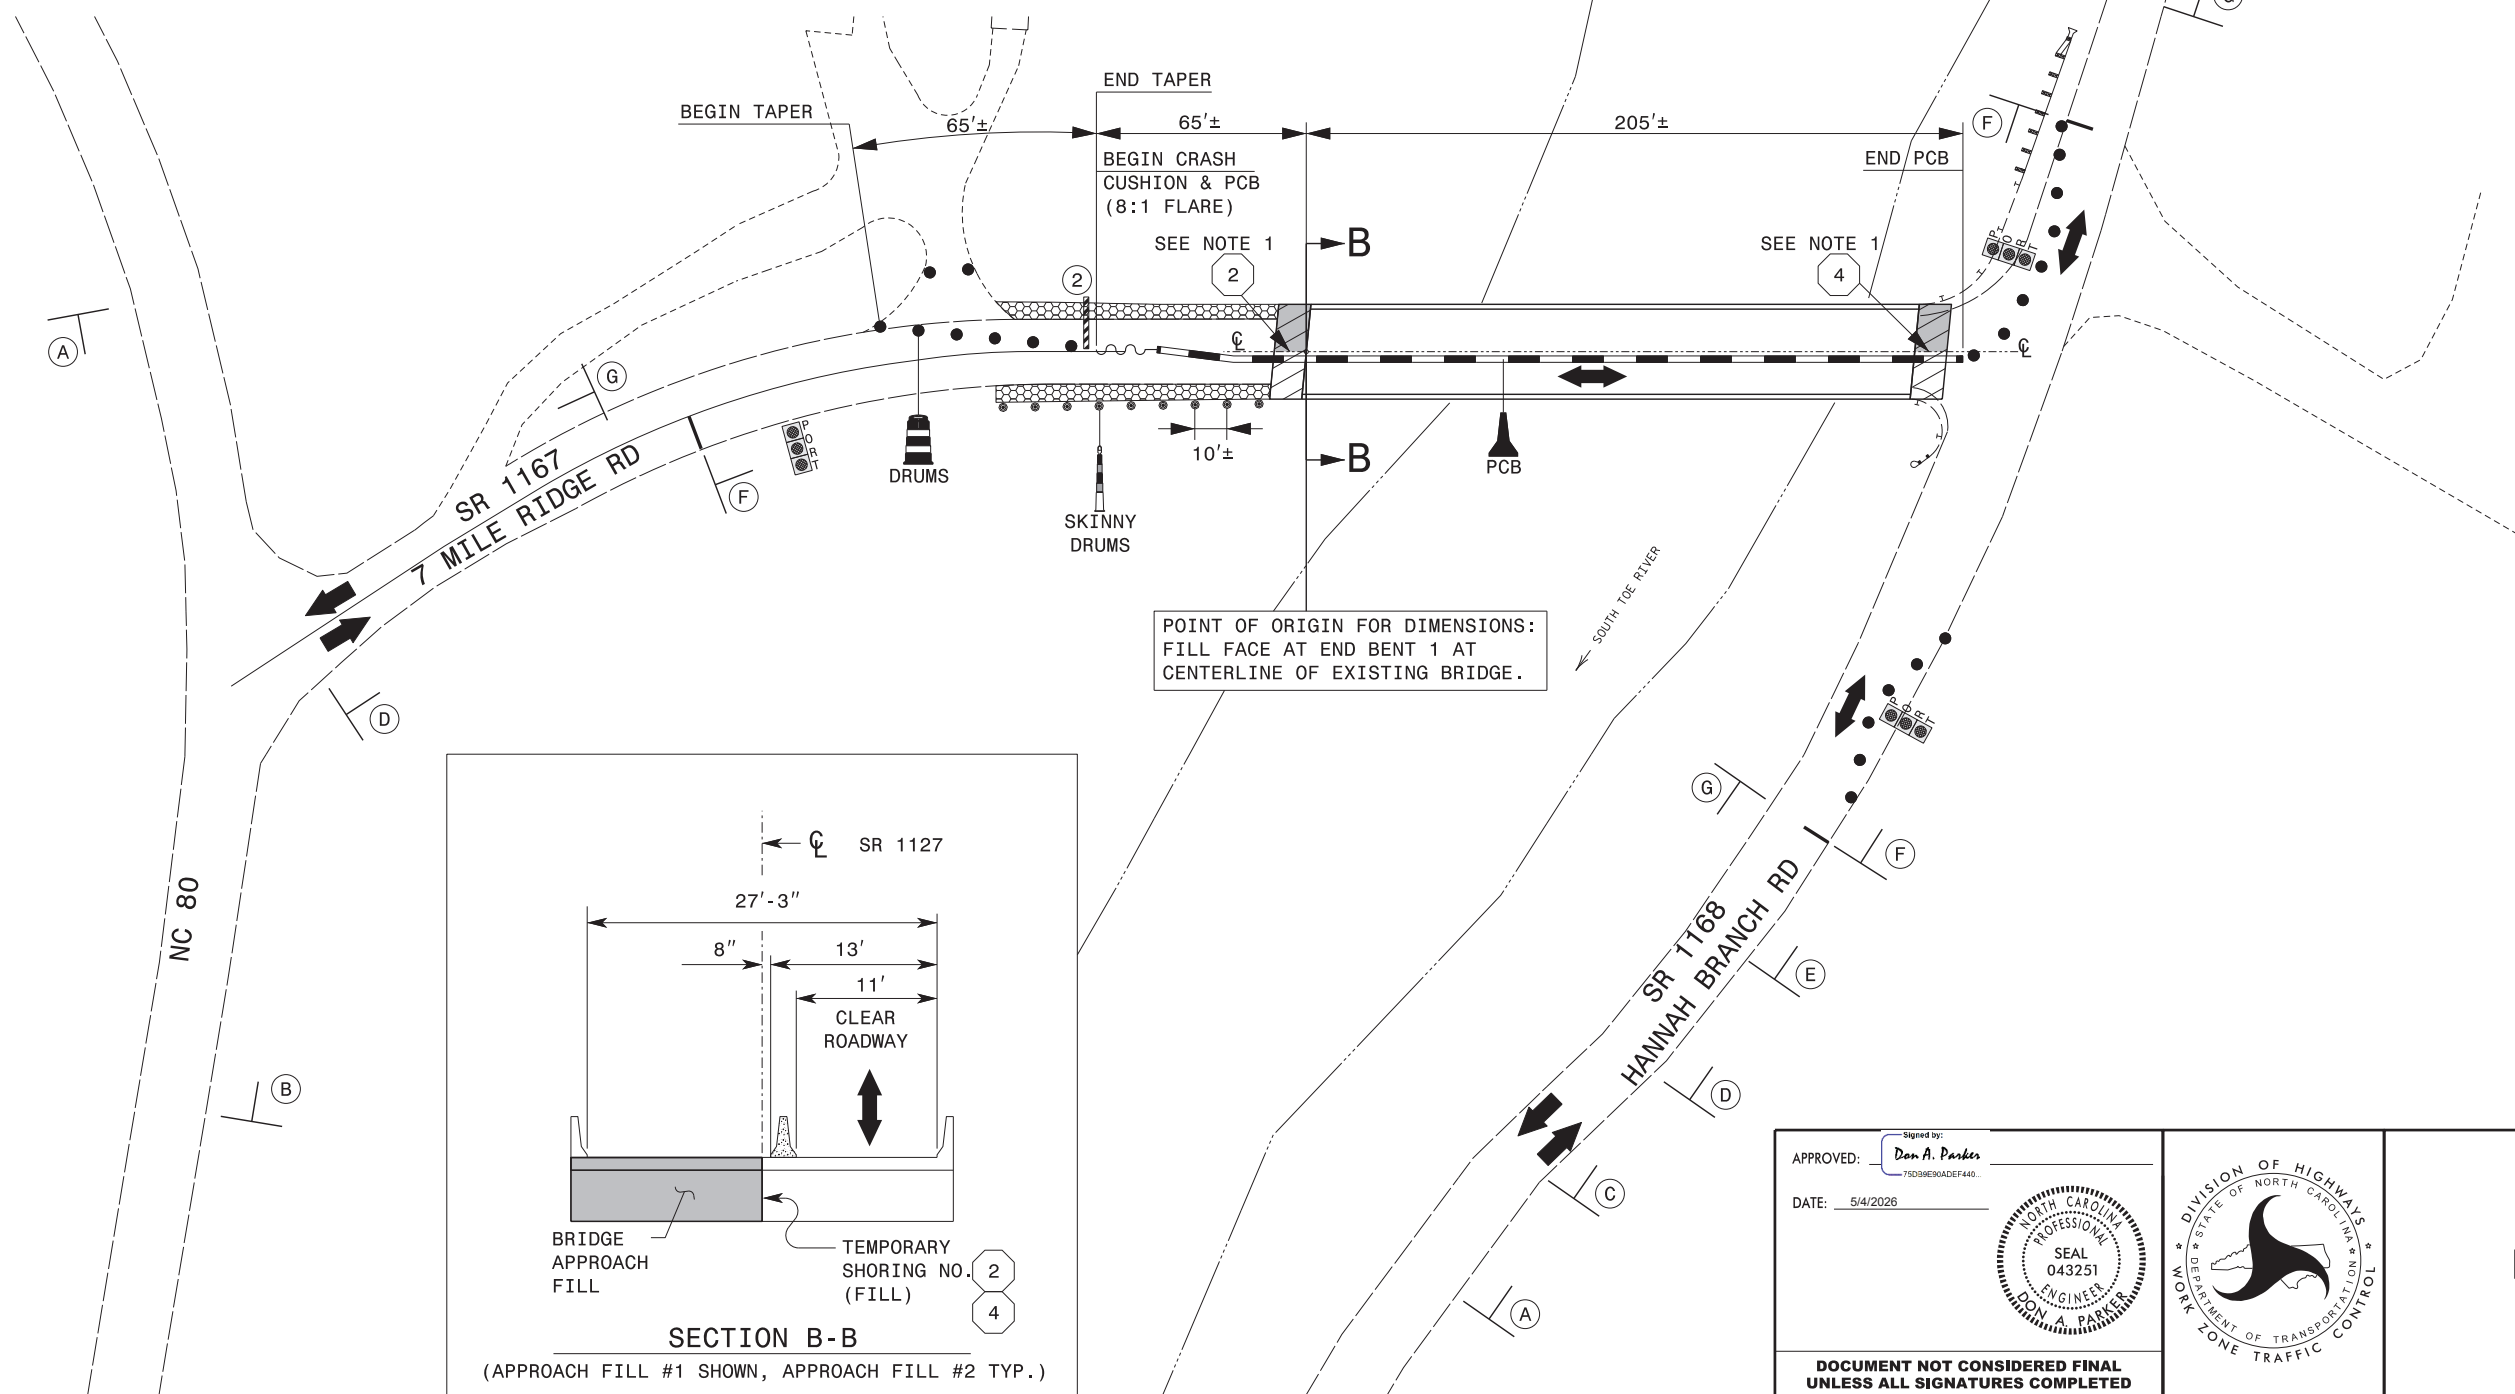 END TAPER
BEGIN TAPER
65'±
65'±
205'±
BEGIN CRASH
CUSHION & PCB
(8:1 FLARE)
END PCB
F
SEE NOTE 1
B
SEE NOTE 1
2
2
4
PORT
A
℄
℄
G
10'±
B
PCB
PORT
DRUMS
SR 1167
7 MILE RIDGE RD
F
SKINNY
DRUMS
SOUTH TOE RIVER
POINT OF ORIGIN FOR DIMENSIONS:
FILL FACE AT END BENT 1 AT
CENTERLINE OF EXISTING BRIDGE.
D
PORT
G
F
NC 80
SR 1168
HANNAH BRANCH RD
E
D
B
C
A
℄ SR 1127
27'-3"
8"
13'
11'
CLEAR
ROADWAY
BRIDGE
APPROACH
FILL
TEMPORARY
SHORING NO. 2
(FILL)
4
SECTION B-B
(APPROACH FILL #1 SHOWN, APPROACH FILL #2 TYP.)
APPROVED:
Signed by:
Don A. Parker
75DB9E90ADEF440...
DATE: 5/4/2026
NORTH CAROLINA
PROFESSIONAL
SEAL
043251
ENGINEER
DON A. PARKER
DOCUMENT NOT CONSIDERED FINAL
UNLESS ALL SIGNATURES COMPLETED
DIVISION OF HIGHWAYS
STATE OF NORTH CAROLINA
DEPARTMENT OF TRANSPORTATION
WORK ZONE TRAFFIC CONTROL